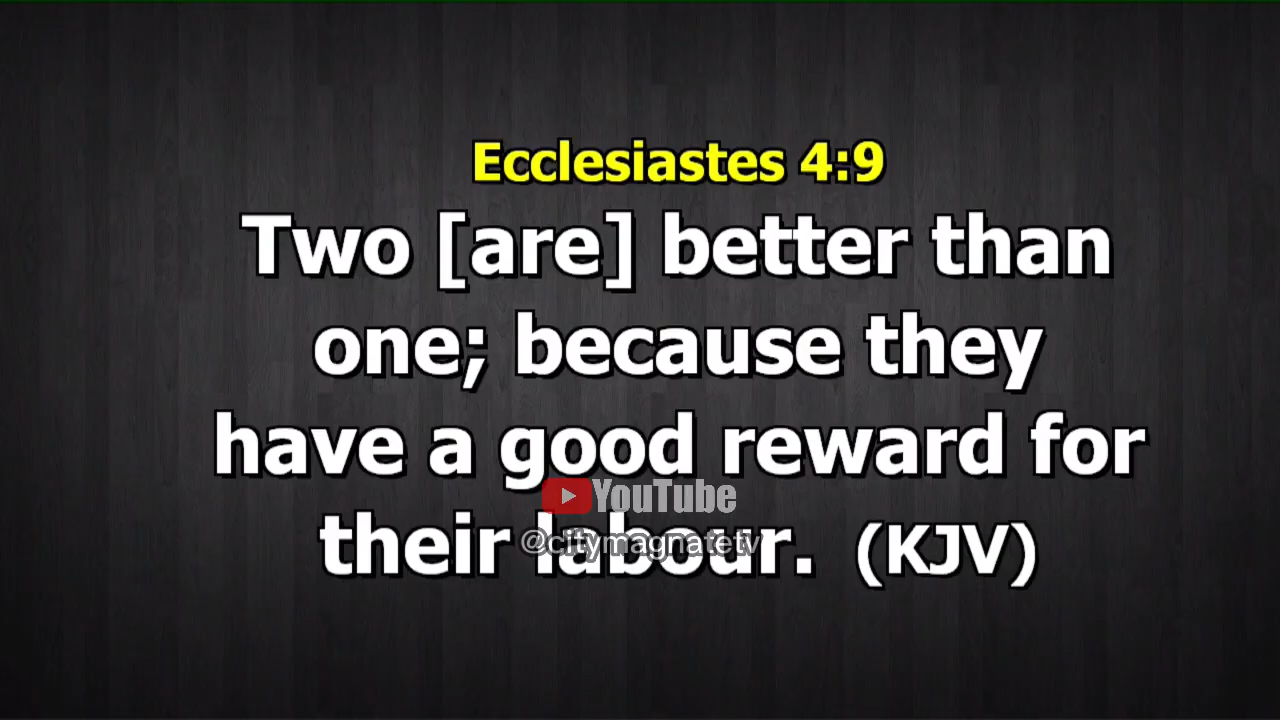 Ecclesiastes 4:9
Two [are] better than
one; because they
have a good reward for
YouTube
their labour. (KJV)
@citymagnatetv